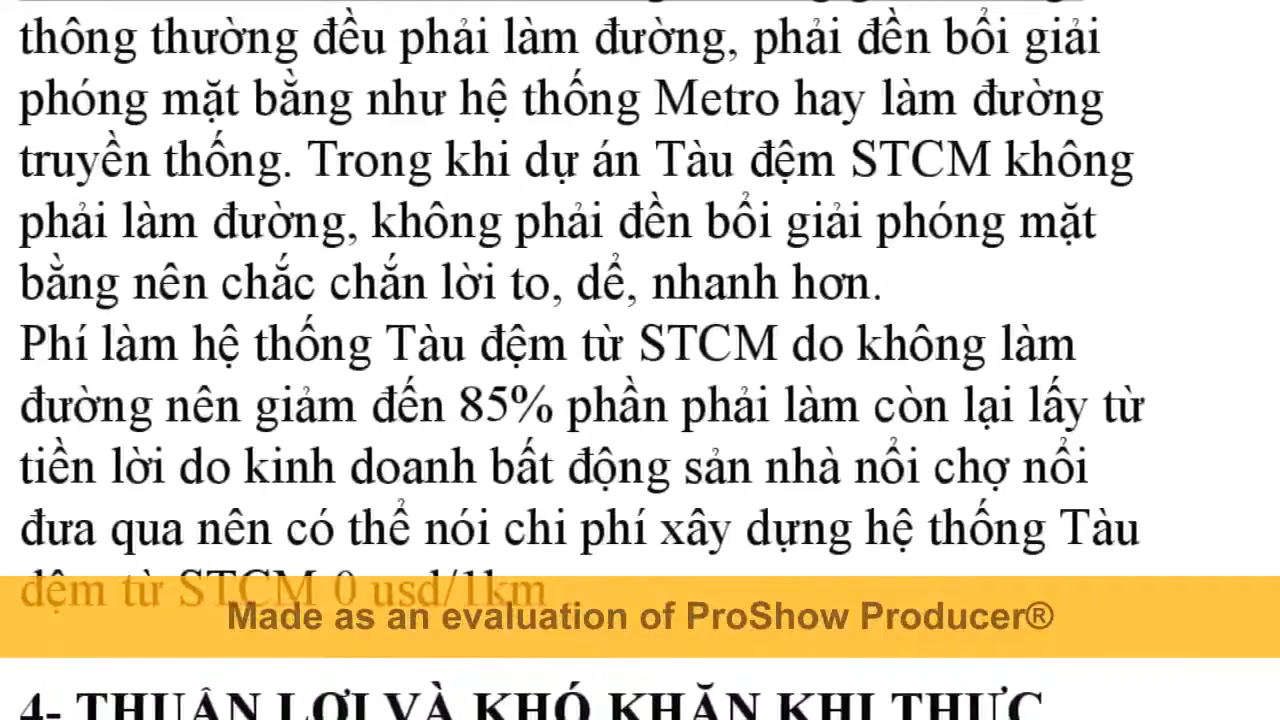 thông thường đều phải làm đường, phải đền bổi giải
phóng mặt bằng như hệ thống Metro hay làm đường
truyền thống. Trong khi dự án Tàu đệm STCM không
phải làm đường, không phải đền bổi giải phóng mặt
bằng nên chắc chắn lời to, dể, nhanh hơn.
Phí làm hệ thống Tàu đệm từ STCM do không làm
đường nên giảm đến 85% phần phải làm còn lại lấy từ
tiền lời do kinh doanh bất động sản nhà nổi chợ nổi
đưa qua nên có thể nói chi phí xây dựng hệ thống Tàu
đệm từ STCM 0 usd/1km
Made as an evaluation of ProShow Producer®
4- THUẬN LỢI VÀ KHÓ KHĂN KHI THỰC